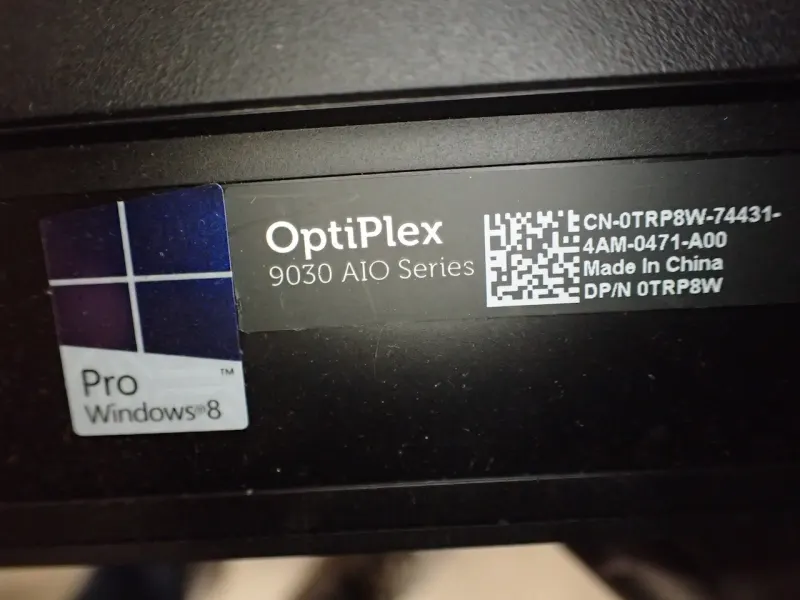 OptiPlex
9030 AIO Series
CN-0TRP8W-74431-
4AM-0471-A00
Made In China
DP/N 0TRP8W
Pro ™
Windows®8